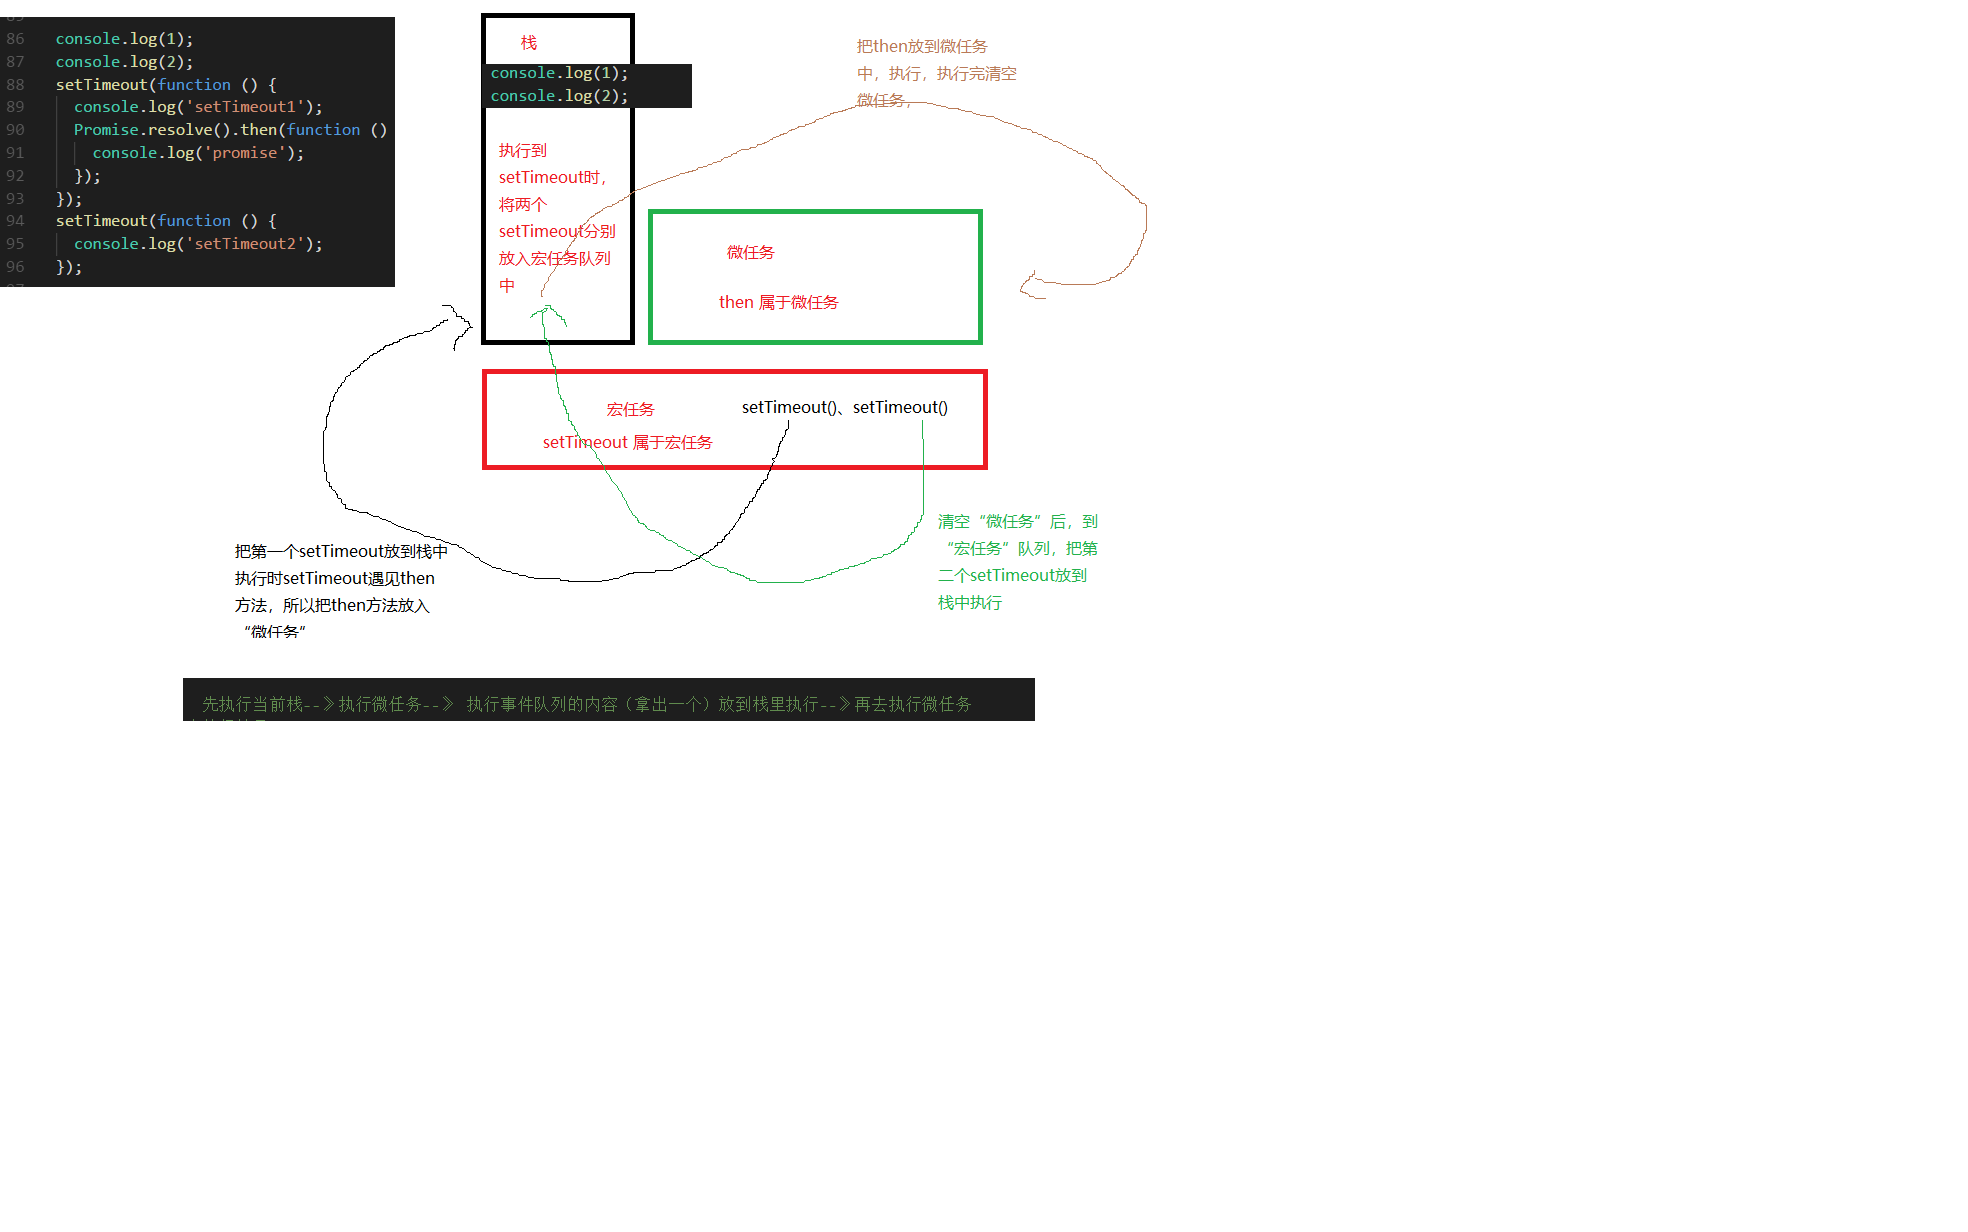 86 console.log(1);
87 console.log(2);
88 setTimeout(function () {
89 console.log('setTimeout1');
90 Promise.resolve().then(function ()
91 console.log('promise');
92 });
93 });
94 setTimeout(function () {
95 console.log('setTimeout2');
96 });
栈
console.log(1);
console.log(2);
执行到
setTimeout时，
将两个
setTimeout分别
放入宏任务队列
中
把then放到微任务
中，执行，执行完清空
微任务，
微任务
then 属于微任务
宏任务
setTimeout 属于宏任务
setTimeout()、setTimeout()
把第一个setTimeout放到栈中
执行时setTimeout遇见then
方法，所以把then方法放入
“微任务”
清空“微任务”后，到
“宏任务”队列，把第
二个setTimeout放到
栈中执行
先执行当前栈--》执行微任务--》 执行事件队列的内容（拿出一个）放到栈里执行--》再去执行微任务